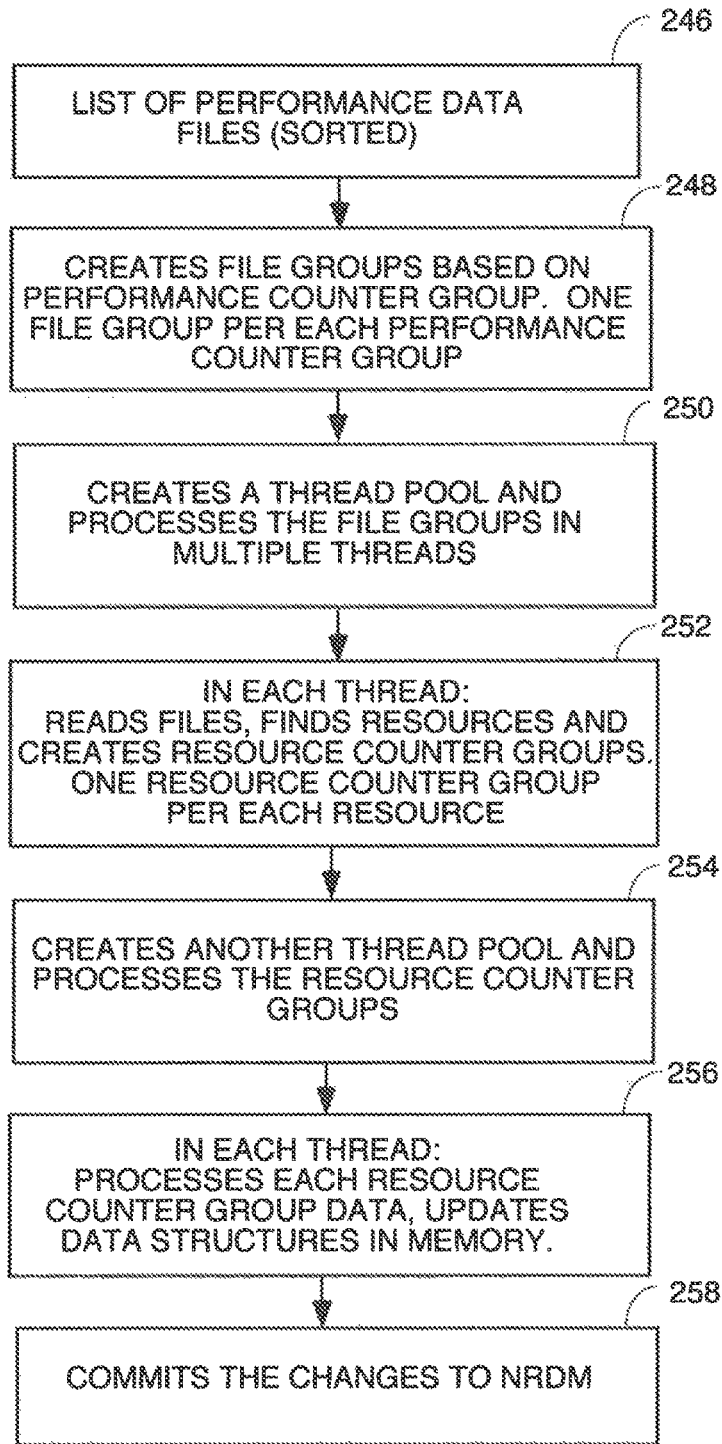 246
LIST OF PERFORMANCE DATA
FILES (SORTED)
248
CREATES FILE GROUPS BASED ON
PERFORMANCE COUNTER GROUP. ONE
FILE GROUP PER EACH PERFORMANCE
COUNTER GROUP
250
CREATES A THREAD POOL AND
PROCESSES THE FILE GROUPS IN
MULTIPLE THREADS
252
IN EACH THREAD:
READS FILES, FINDS RESOURCES AND
CREATES RESOURCE COUNTER GROUPS.
ONE RESOURCE COUNTER GROUP
PER EACH RESOURCE
254
CREATES ANOTHER THREAD POOL AND
PROCESSES THE RESOURCE COUNTER
GROUPS
256
IN EACH THREAD:
PROCESSES EACH RESOURCE
COUNTER GROUP DATA, UPDATES
DATA STRUCTURES IN MEMORY.
258
COMMITS THE CHANGES TO NRDM